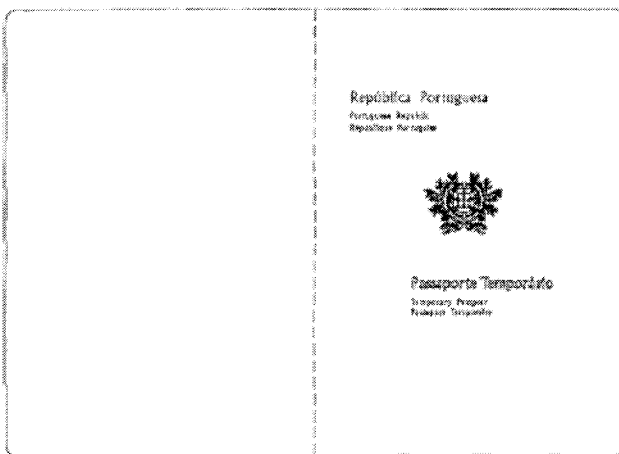 República Portuguesa
Portuguese Republic
République Portugaise
Passaporte Temporário
Temporary Passport
Passeport Temporaire